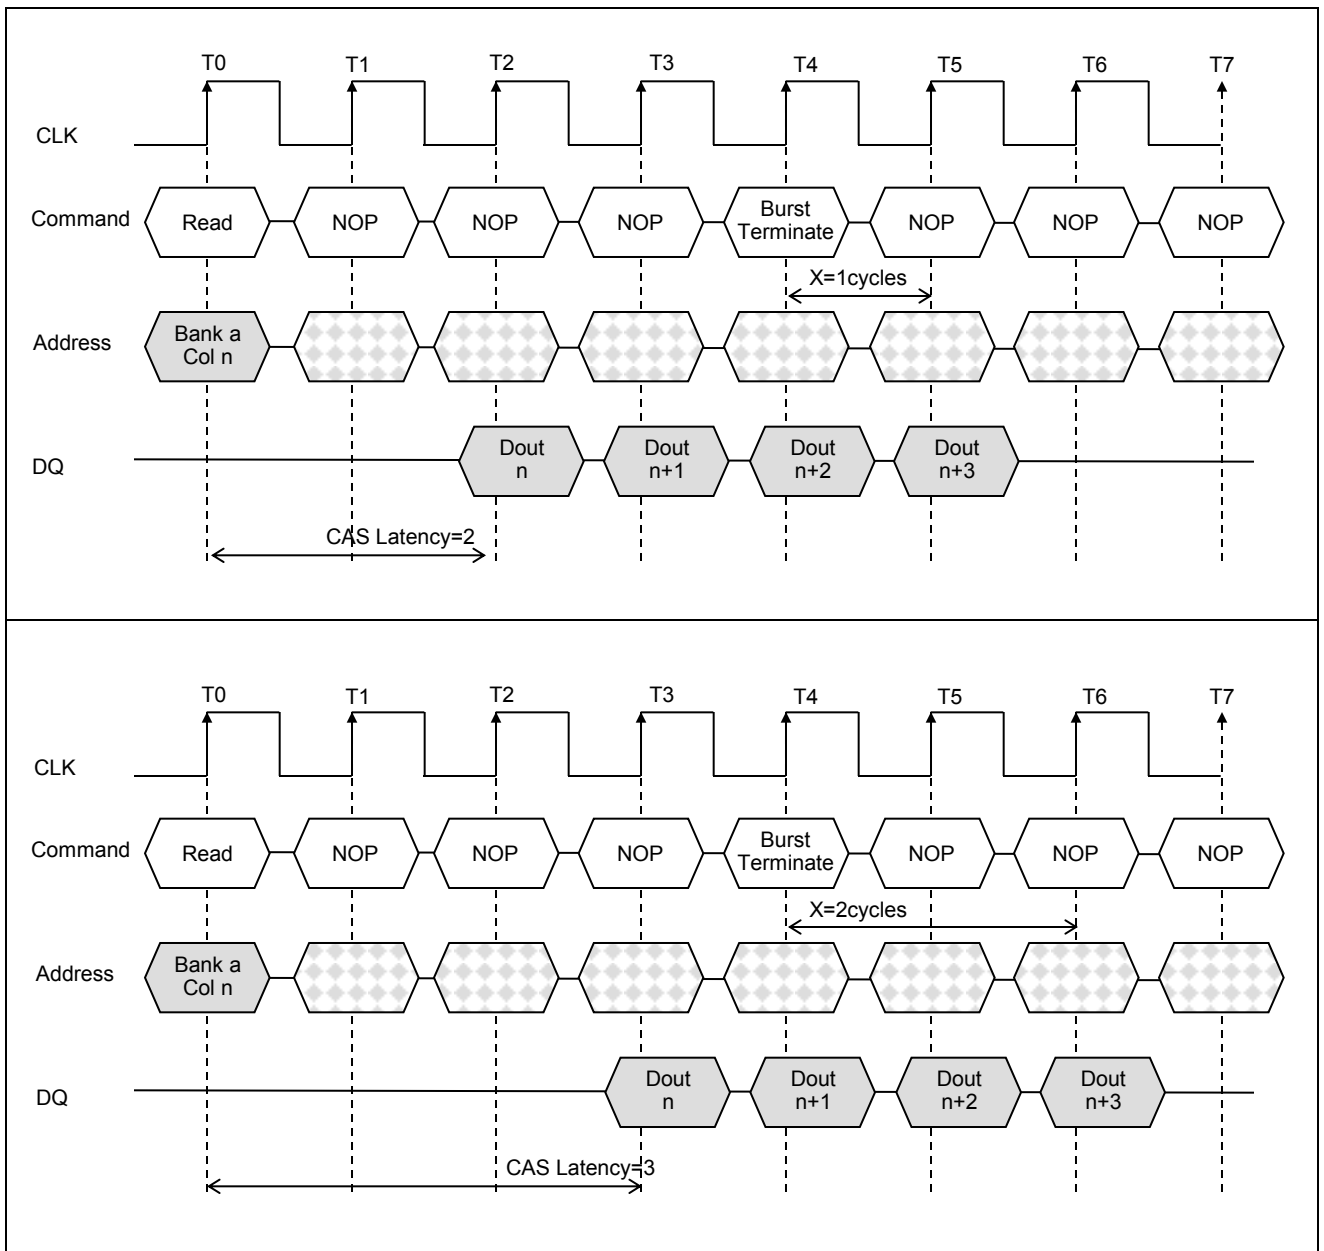 T0 T1 T2 T3 T4 T5 T6 T7
CLK
Command Read NOP NOP NOP Burst Terminate NOP NOP NOP
X=1cycles
Address Bank a Col n
DQ Dout n Dout n+1 Dout n+2 Dout n+3
CAS Latency=2
T0 T1 T2 T3 T4 T5 T6 T7
CLK
Command Read NOP NOP NOP Burst Terminate NOP NOP NOP
X=2cycles
Address Bank a Col n
DQ Dout n Dout n+1 Dout n+2 Dout n+3
CAS Latency=3